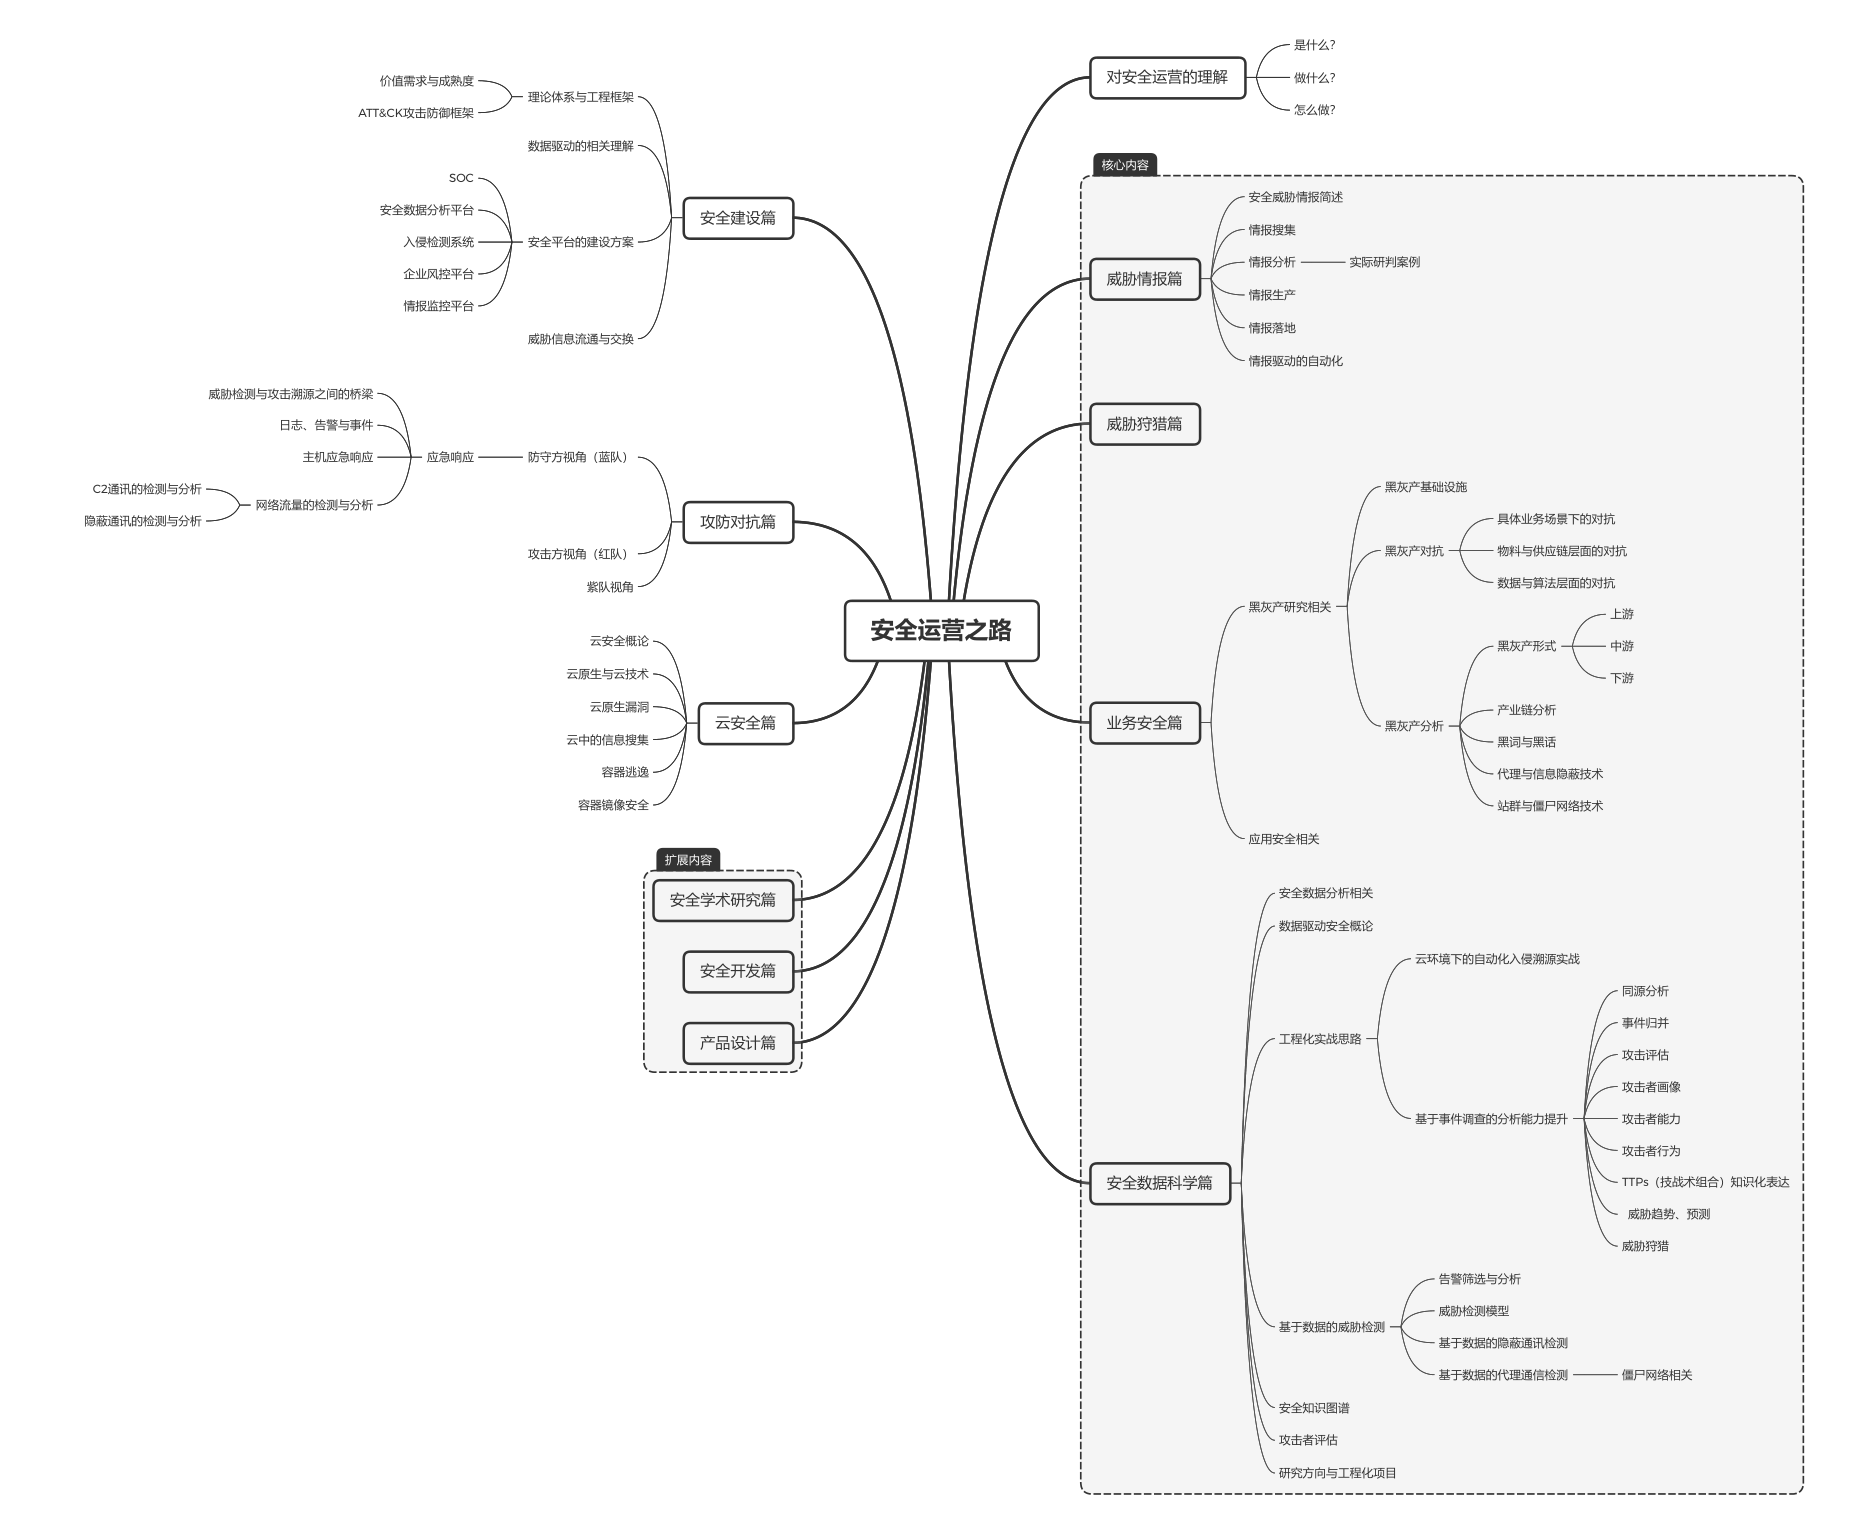 安全运营之路
对安全运营的理解
是什么?
做什么?
怎么做?
核心内容
威胁情报篇
安全威胁情报简述
情报搜集
情报分析
实际研判案例
情报生产
情报落地
情报驱动的自动化
威胁狩猎篇
业务安全篇
黑灰产研究相关
黑灰产基础设施
黑灰产对抗
具体业务场景下的对抗
物料与供应链层面的对抗
数据与算法层面的对抗
黑灰产分析
黑灰产形式
上游
中游
下游
产业链分析
黑词与黑话
代理与信息隐蔽技术
站群与僵尸网络技术
应用安全相关
安全数据科学篇
安全数据分析相关
数据驱动安全概论
工程化实战思路
云环境下的自动化入侵溯源实战
基于事件调查的分析能力提升
同源分析
事件归并
攻击评估
攻击者画像
攻击者能力
攻击者行为
TTPs（技战术组合）知识化表达
威胁趋势、预测
威胁狩猎
基于数据的威胁检测
告警筛选与分析
威胁检测模型
基于数据的隐蔽通讯检测
基于数据的代理通信检测
僵尸网络相关
安全知识图谱
攻击者评估
研究方向与工程化项目
安全建设篇
理论体系与工程框架
价值需求与成熟度
ATT&CK攻击防御框架
数据驱动的相关理解
安全平台的建设方案
SOC
安全数据分析平台
入侵检测系统
企业风控平台
情报监控平台
威胁信息流通与交换
攻防对抗篇
防守方视角（蓝队）
应急响应
威胁检测与攻击溯源之间的桥梁
日志、告警与事件
主机应急响应
网络流量的检测与分析
C2通讯的检测与分析
隐蔽通讯的检测与分析
攻击方视角（红队）
紫队视角
云安全篇
云安全概论
云原生与云技术
云原生漏洞
云中的信息搜集
容器逃逸
容器镜像安全
扩展内容
安全学术研究篇
安全开发篇
产品设计篇